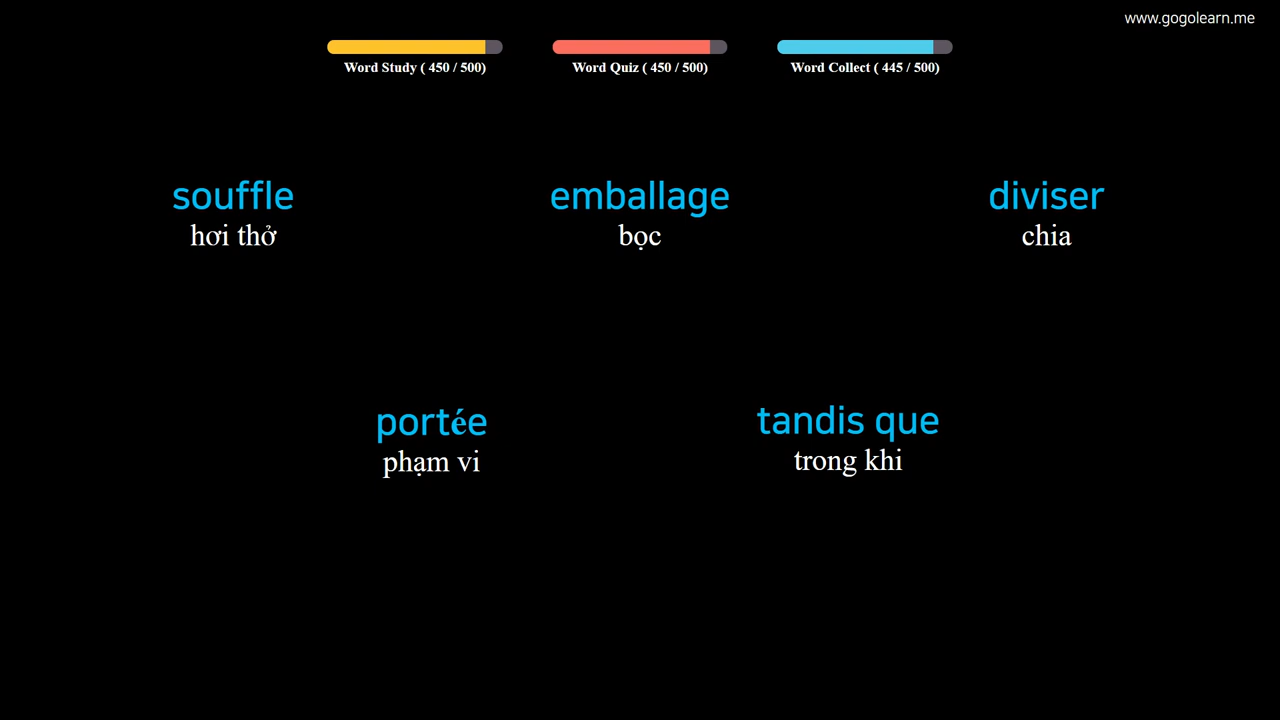 www.gogolearn.me
Word Study ( 450 / 500)
Word Quiz ( 450 / 500)
Word Collect ( 445 / 500)
souffle
hơi thở
emballage
bọc
diviser
chia
portée
phạm vi
tandis que
trong khi